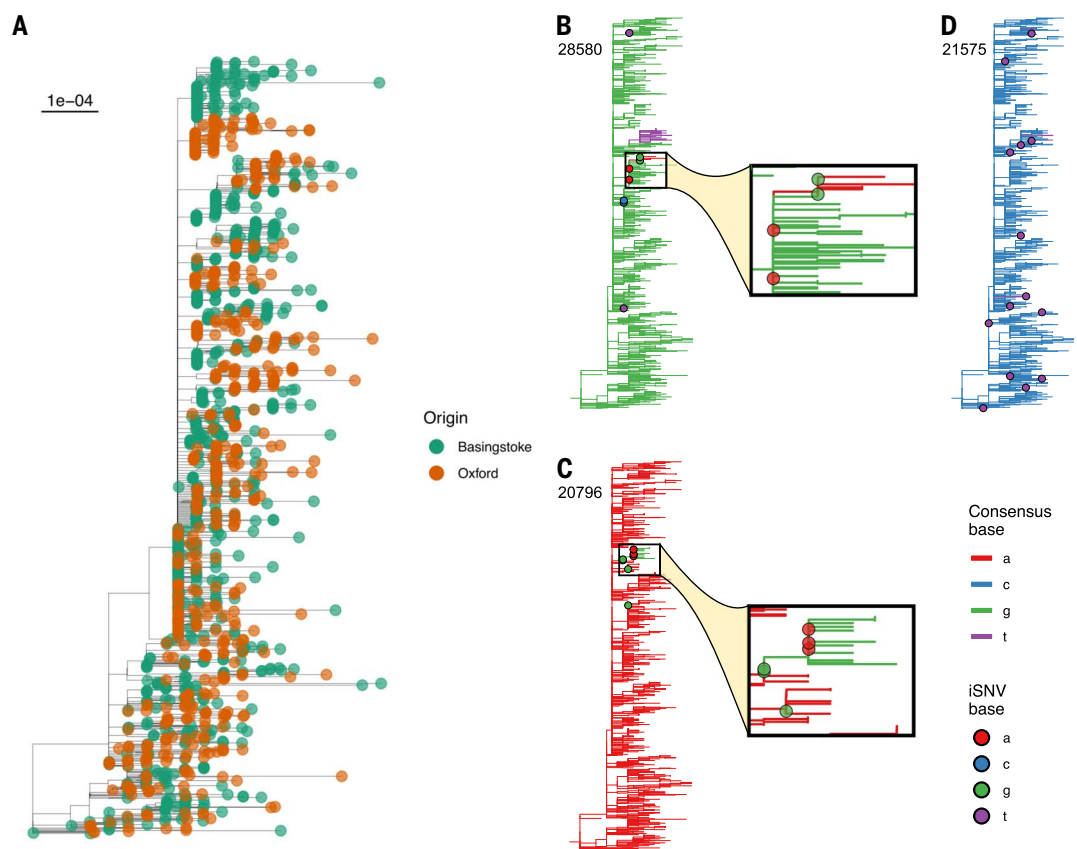 A
1e−04
Origin
Basingstoke
Oxford
B
28580
C
20796
D
21575
Consensus
base
a
c
g
t
iSNV
base
a
c
g
t